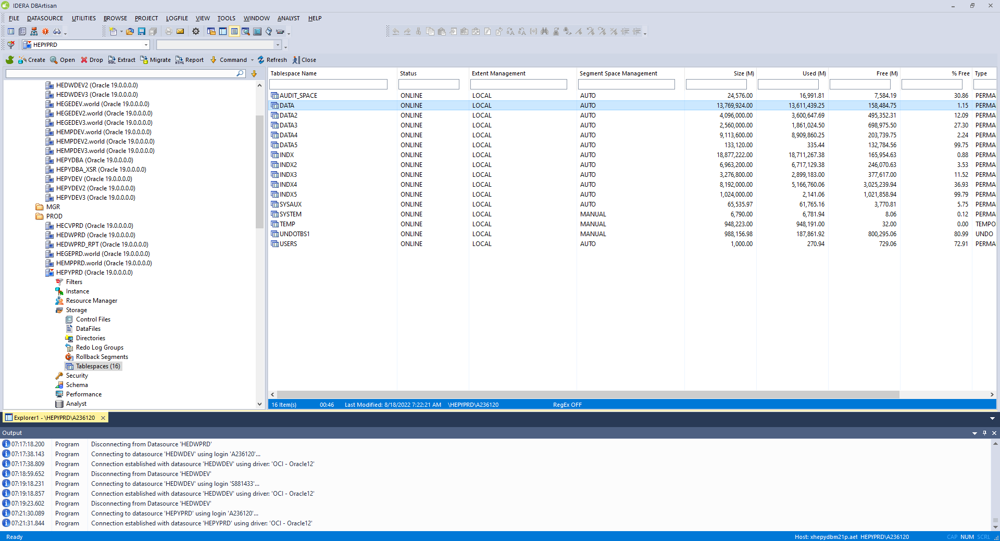 IDERA DBArtisan
FILE DATASOURCE UTILITIES BROWSE PROJECT LOGFILE VIEW TOOLS WINDOW ANALYST HELP
HEPYPRD
Create Open Drop Extract Migrate Report Command Refresh Close
HEDWDEV2 (Oracle 19.0.0.0.0)
HEDWDEV3 (Oracle 19.0.0.0.0)
HEGEDEV.world (Oracle 19.0.0.0.0)
HEGEDEV2.world (Oracle 19.0.0.0.0)
HEGEDEV3.world (Oracle 19.0.0.0.0)
HEMPDEV.world (Oracle 19.0.0.0.0)
HEMPDEV2.world (Oracle 19.0.0.0.0)
HEMPDEV3.world (Oracle 19.0.0.0.0)
HEPYDBA (Oracle 19.0.0.0.0)
HEPYDBA_XSR (Oracle 19.0.0.0.0)
HEPYDEV (Oracle 19.0.0.0.0)
HEPYDEV2 (Oracle 19.0.0.0.0)
HEPYDEV3 (Oracle 19.0.0.0.0)
MGR
PROD
HECVPRD (Oracle 19.0.0.0.0)
HEDWPRD (Oracle 19.0.0.0.0)
HEDWPRD_RPT (Oracle 19.0.0.0.0)
HEGEPRD.world (Oracle 19.0.0.0.0)
HEMPPRD.world (Oracle 19.0.0.0.0)
HEPYPRD (Oracle 19.0.0.0.0)
Filters
Instance
Resource Manager
Storage
Control Files
DataFiles
Directories
Redo Log Groups
Rollback Segments
Tablespaces (16)
Security
Schema
Performance
Analyst
Tablespace Name Status Extent Management Segment Space Management Size (M) Used (M) Free (M) % Free Type
AUDIT_SPACE ONLINE LOCAL AUTO 24,576.00 16,991.81 7,584.19 30.86 PERMA
DATA ONLINE LOCAL AUTO 13,769,924.00 13,611,439.25 158,484.75 1.15 PERMA
DATA2 ONLINE LOCAL AUTO 4,096,000.00 3,600,647.69 495,352.31 12.09 PERMA
DATA3 ONLINE LOCAL AUTO 2,560,000.00 1,861,024.50 698,975.50 27.30 PERMA
DATA4 ONLINE LOCAL AUTO 9,113,600.00 8,909,860.25 203,739.75 2.24 PERMA
DATA5 ONLINE LOCAL AUTO 133,120.00 335.44 132,784.56 99.75 PERMA
INDX ONLINE LOCAL AUTO 18,877,222.00 18,711,267.38 165,954.63 0.88 PERMA
INDX2 ONLINE LOCAL AUTO 6,963,200.00 6,717,129.38 246,070.63 3.53 PERMA
INDX3 ONLINE LOCAL AUTO 3,276,800.00 2,899,183.00 377,617.00 11.52 PERMA
INDX4 ONLINE LOCAL AUTO 8,192,000.00 5,166,760.06 3,025,239.94 36.93 PERMA
INDX5 ONLINE LOCAL AUTO 1,024,000.00 2,141.06 1,021,858.94 99.79 PERMA
SYSAUX ONLINE LOCAL AUTO 65,535.97 61,765.16 3,770.81 5.75 PERMA
SYSTEM ONLINE LOCAL MANUAL 6,790.00 6,781.94 8.06 0.12 PERMA
TEMP ONLINE LOCAL MANUAL 948,223.00 948,191.00 32.00 0.00 TEMPO
UNDOTBS1 ONLINE LOCAL MANUAL 988,156.98 187,861.92 800,295.06 80.99 UNDO
USERS ONLINE LOCAL AUTO 1,000.00 270.94 729.06 72.91 PERMA
16 Item(s) 00:46 Last Modified: 8/18/2022 7:22:21 AM \HEPYPRD\A236120 RegEx OFF
Explorer1 - \HEPYPRD\A236120
Output
07:17:18.200 Program Disconnecting from Datasource 'HEDWPRD'
07:17:38.143 Program Connecting to datasource 'HEDWDEV' using login 'A236120'...
07:17:38.809 Program Connection established with datasource 'HEDWDEV' using driver: 'OCI - Oracle12'
07:18:59.652 Program Disconnecting from Datasource 'HEDWDEV'
07:19:18.231 Program Connecting to datasource 'HEDWDEV' using login 'S881433'...
07:19:18.857 Program Connection established with datasource 'HEDWDEV' using driver: 'OCI - Oracle12'
07:19:23.602 Program Disconnecting from Datasource 'HEDWDEV'
07:21:30.089 Program Connecting to datasource 'HEPYPRD' using login 'A236120'...
07:21:31.844 Program Connection established with datasource 'HEPYPRD' using driver: 'OCI - Oracle12'
Ready Host: xhepydbm21p.aet HEPYPRD\A236120 CAP NUM SCRL